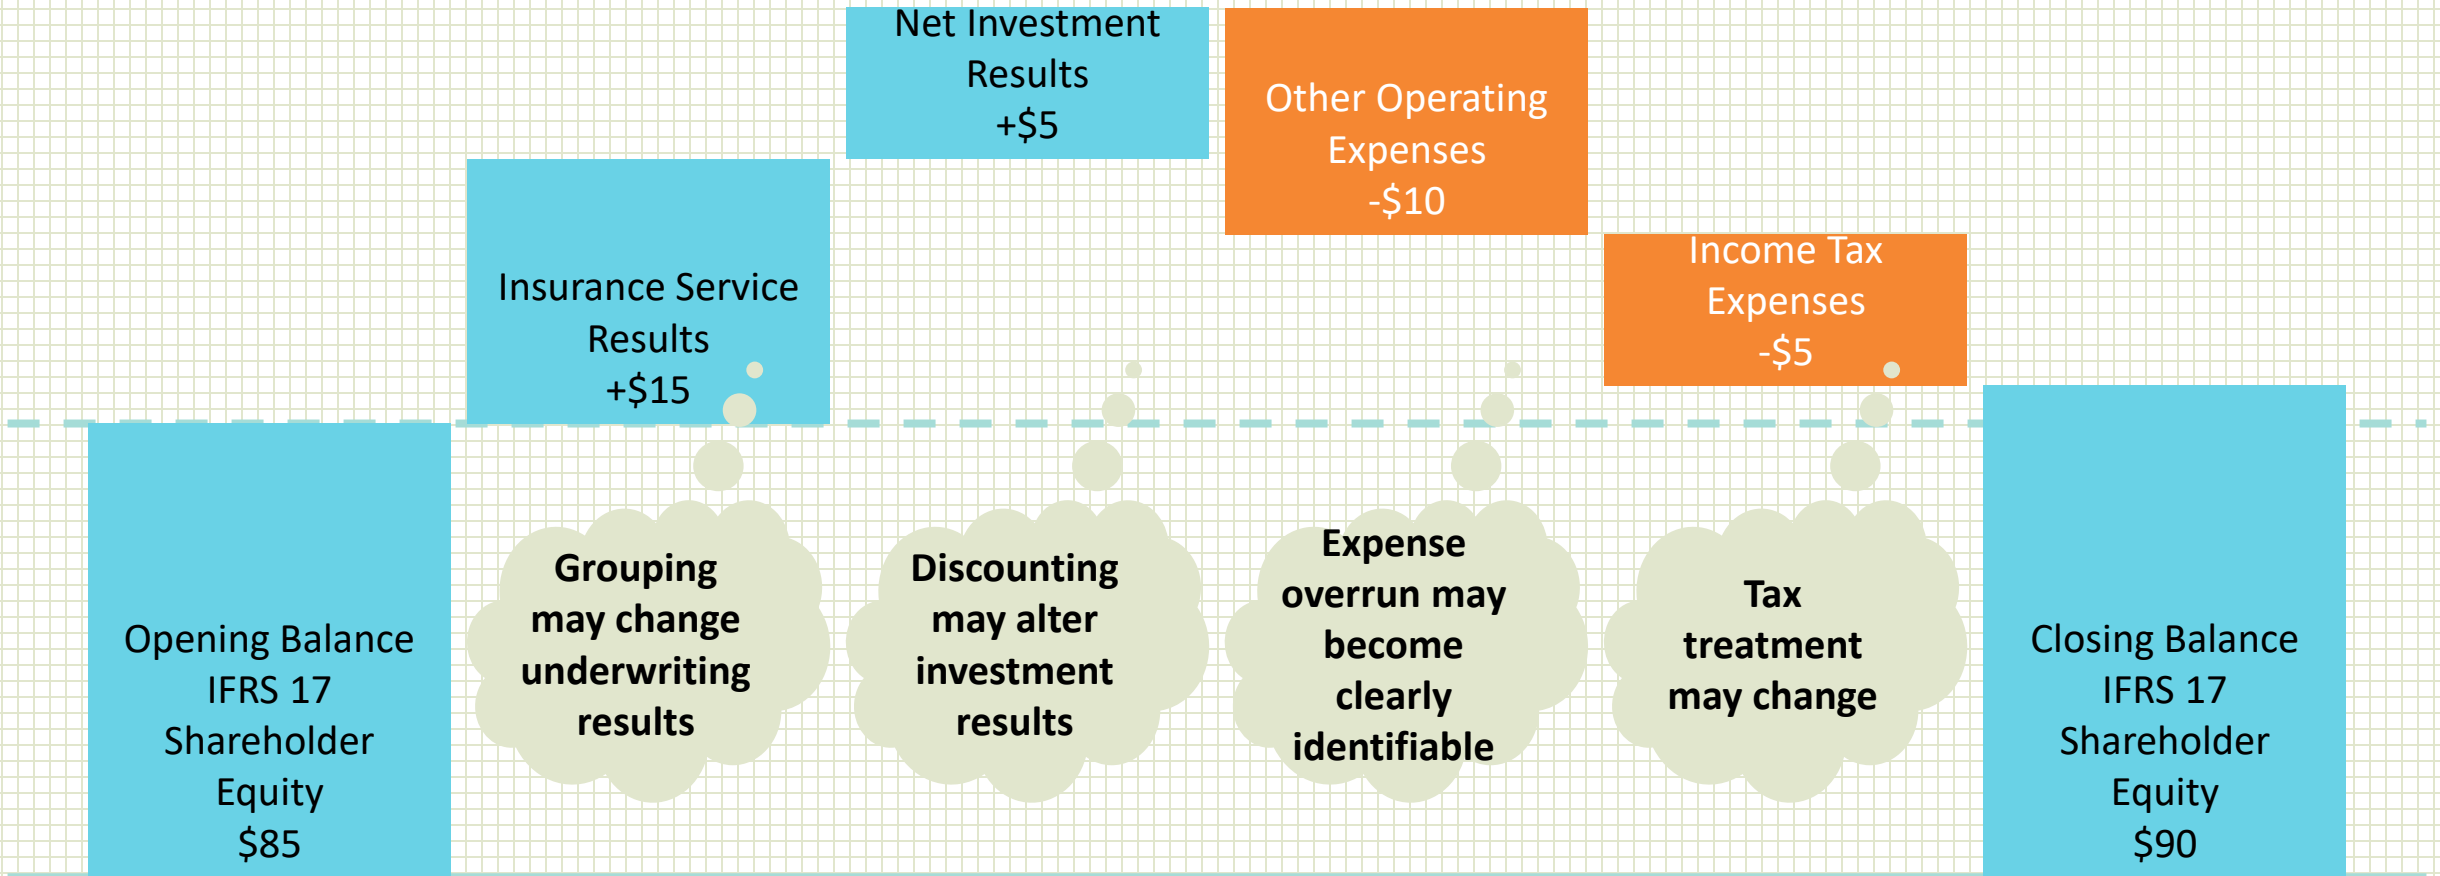 Net Investment
Results
+$5
Other Operating
Expenses
-$10
Insurance Service
Results
+$15
Income Tax
Expenses
-$5
Opening Balance
IFRS 17
Shareholder
Equity
$85
Grouping
may change
underwriting
results
Discounting
may alter
investment
results
Expense
overrun may
become
clearly
identifiable
Tax
treatment
may change
Closing Balance
IFRS 17
Shareholder
Equity
$90